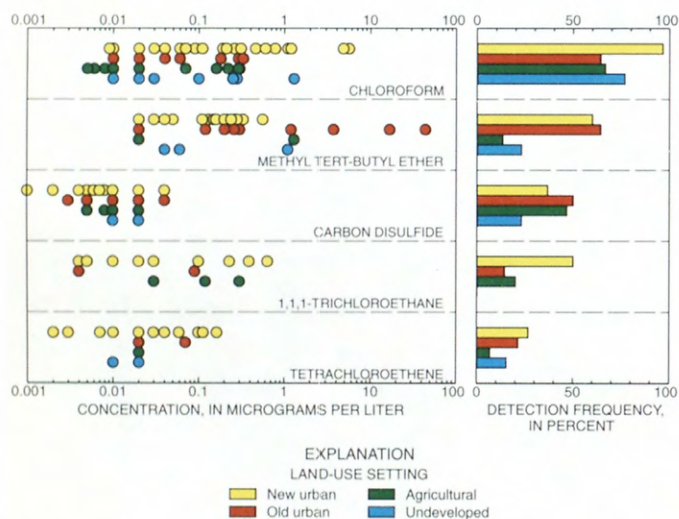 0.001 0.01 0.1 1 10 100 0 50 100
CHLOROFORM
METHYL TERT-BUTYL ETHER
CARBON DISULFIDE
1,1,1-TRICHLOROETHANE
TETRACHLOROETHENE
0.001 0.01 0.1 1 10 100 0 50 100
CONCENTRATION, IN MICROGRAMS PER LITER
DETECTION FREQUENCY,
IN PERCENT
EXPLANATION
LAND-USE SETTING
New urban Agricultural
Old urban Undeveloped